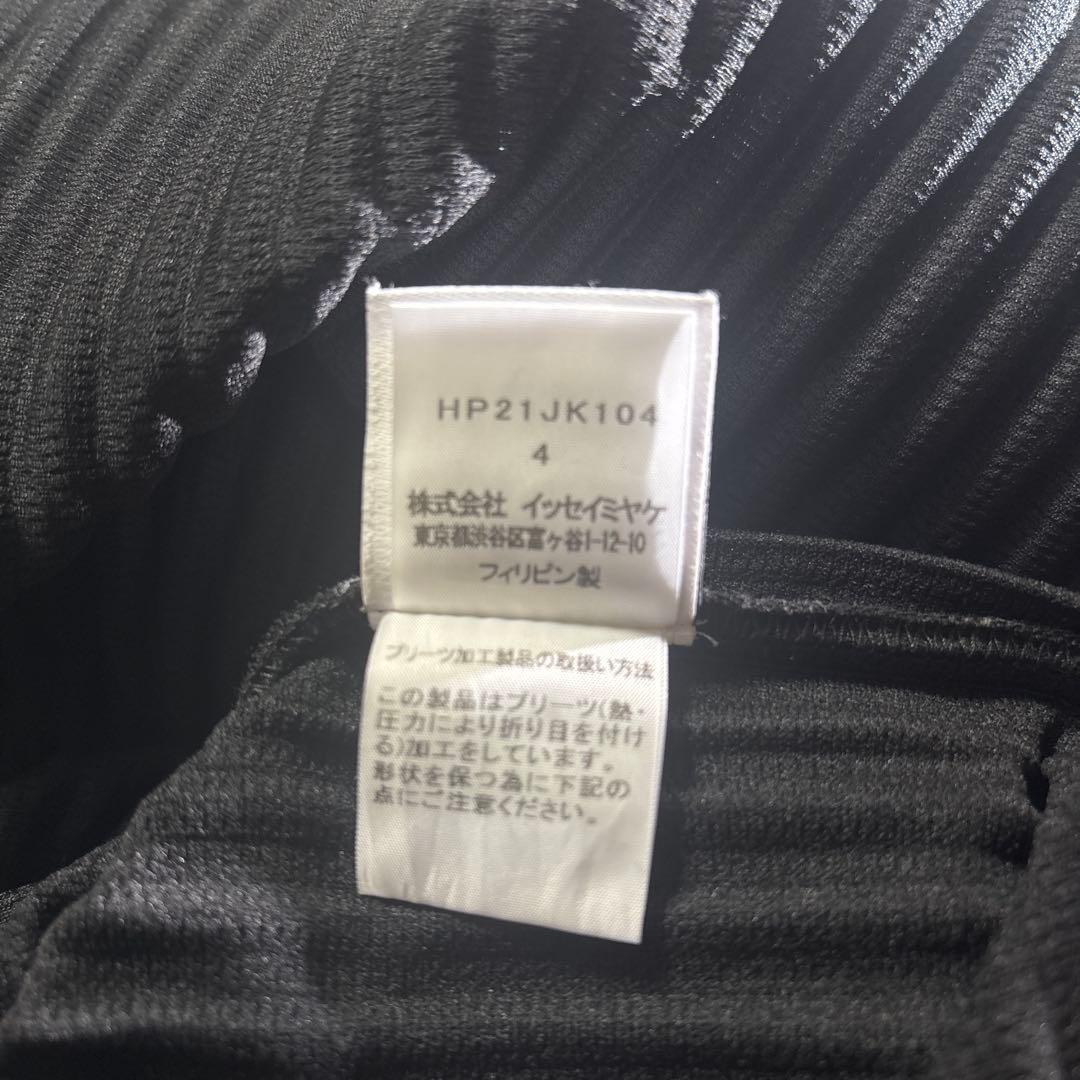 HP21JK104
4
株式会社 イッセイミヤケ
東京都渋谷区富ヶ谷1-12-10
フィリピン製
プリーツ加工製品の取扱い方法
この製品はプリーツ(熱・
圧力により折り目を付け
る)加工をしています。
形状を保つ為に下記の
点にご注意ください。